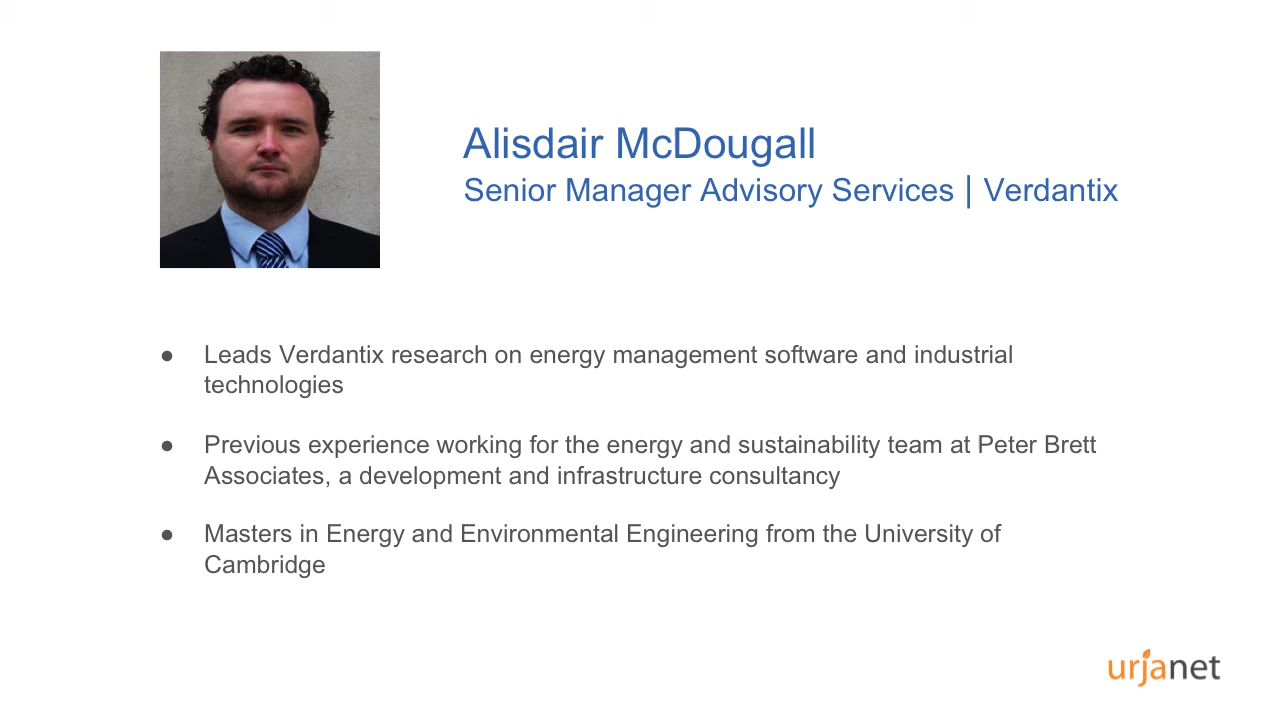 Alisdair McDougall
Senior Manager Advisory Services | Verdantix
● Leads Verdantix research on energy management software and industrial
technologies
● Previous experience working for the energy and sustainability team at Peter Brett
Associates, a development and infrastructure consultancy
● Masters in Energy and Environmental Engineering from the University of
Cambridge
urjanet